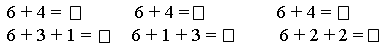 6 + 4 = □ 6 + 4 = □ 6 + 4 = □
6 + 3 + 1 = □ 6 + 1 + 3 = □ 6 + 2 + 2 = □